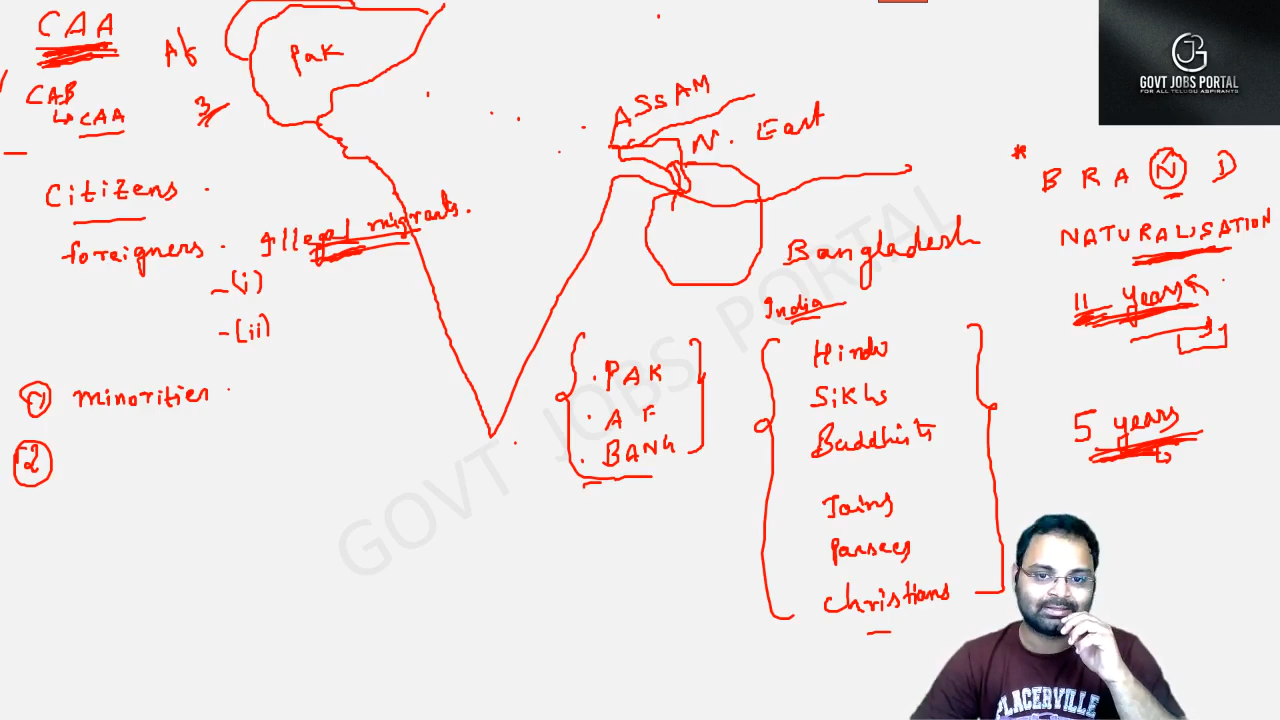 CAA
Af
Pak
CAB
↳ CAA
3
Citizens
foreigners. Illegal migrants.
-(i)
-(ii)
① Minorities
2
ASSAM
N. East
Bangladesh
India
. PAK
. AF
. BANG
Hindu
Sikhs
Buddhists
Jains
Parsees
Christians
* B R A N D
NATURALISATION
11 years
5 years
GOVT JOBS PORTAL
FOR ALL TELUGU ASPIRANTS
GOVT JOBS PORTAL
PLACERVILLE